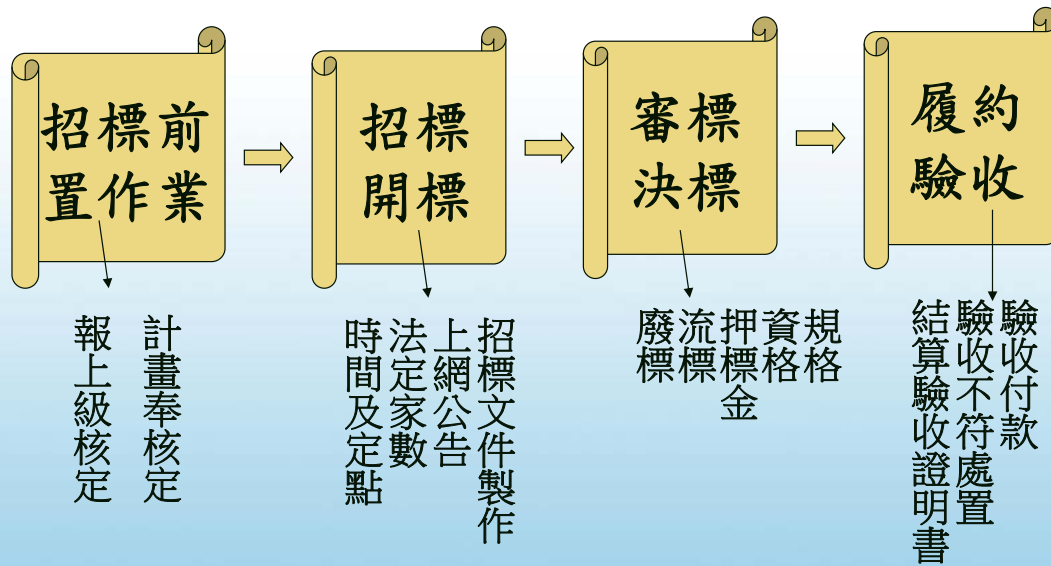 招標前
置作業
招標
開標
審標
決標
履約
驗收
計畫奉核定
報上級核定
招標文件製作
上網公告
法定家數
時間及定點
規格
資格
押標金
流標
廢標
驗收付款
驗收不符處置
結算驗收證明書